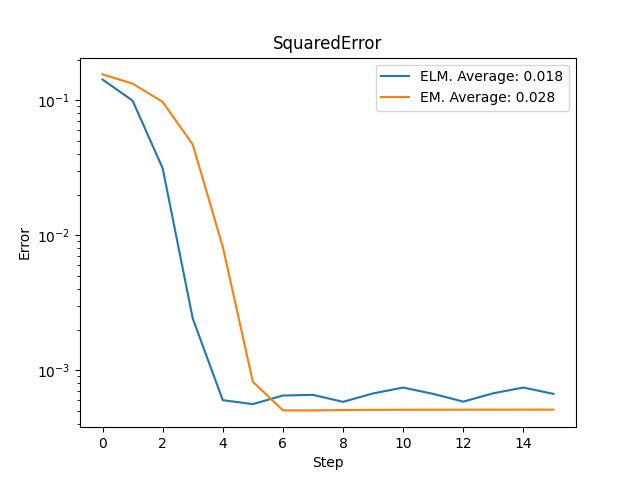 SquaredError
ELM. Average: 0.018
EM. Average: 0.028
10⁻¹
10⁻²
10⁻³
Error
0 2 4 6 8 10 12 14
Step